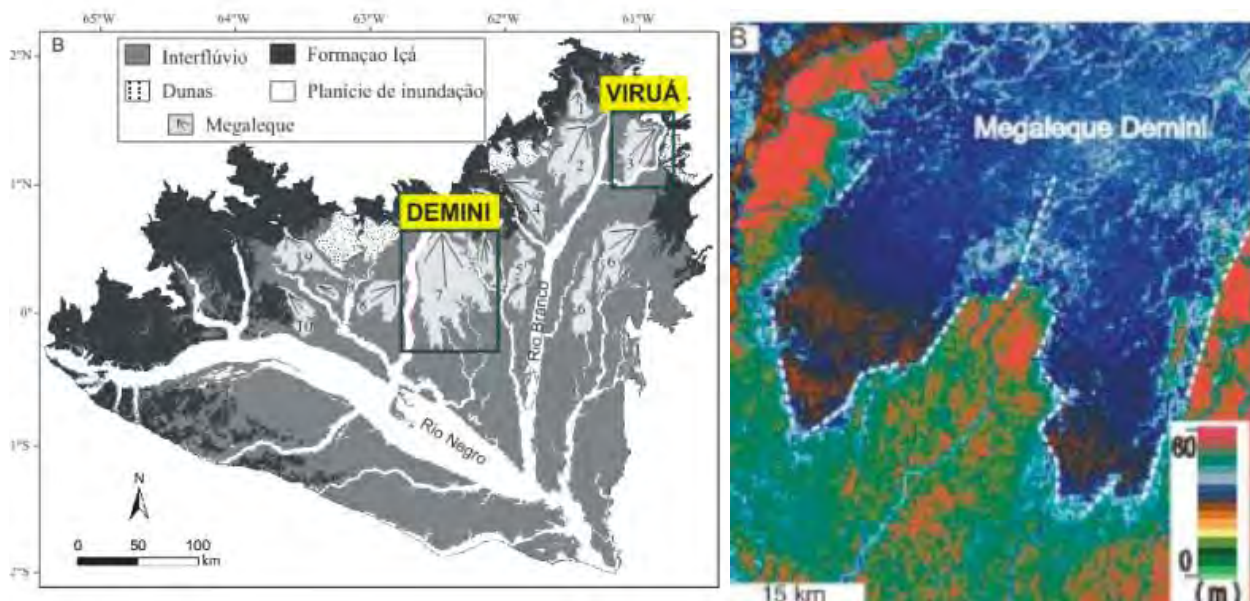 65°W 64°W 63°W 62°W 61°W
B
Interflúvio Formaçao Içá
Dunas Planície de inundação
Megaleque
2°N
1°N
0°
1°S
2°S
VIRUÁ
DEMINI
1
2
3
4
5
6
6
7
9
10
Rio Branco
Rio Negro
N
0 50 100
km
B
Megaleque Demini
60
0
(m)
15 km